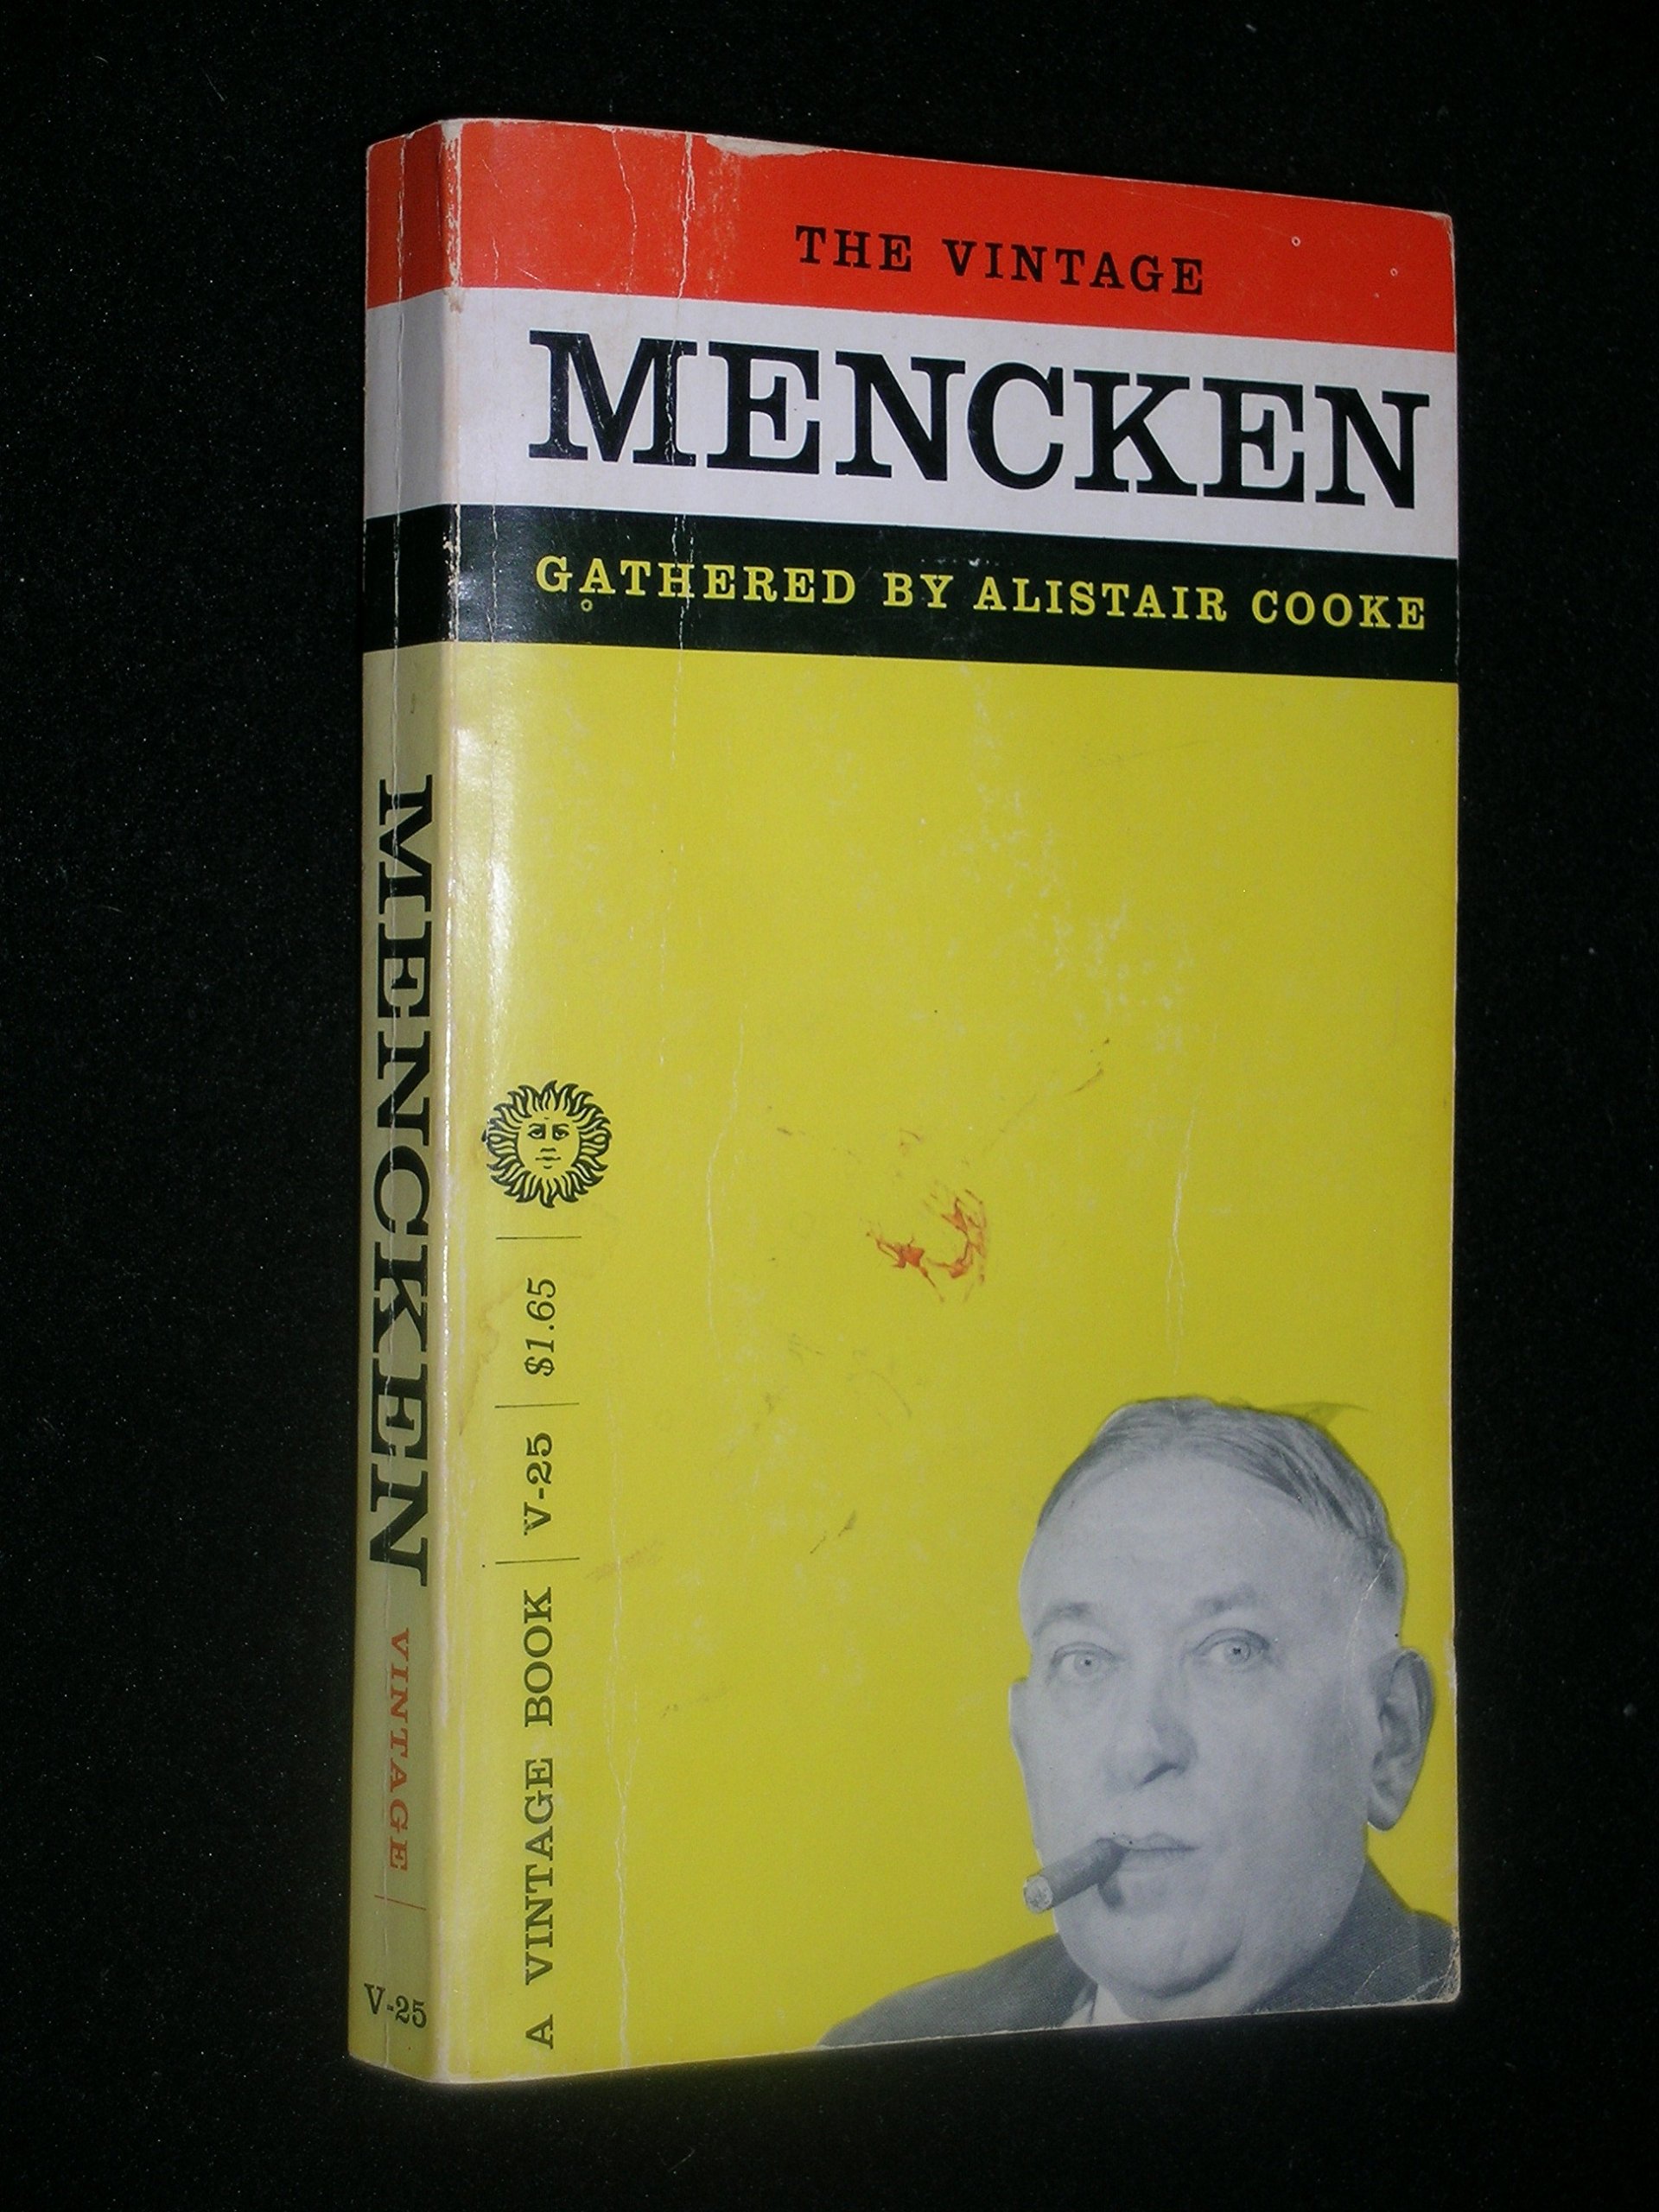 THE VINTAGE
MENCKEN
GATHERED BY ALISTAIR COOKE
A VINTAGE BOOK | V-25 | $1.65
MENCKEN VINTAGE | V-25